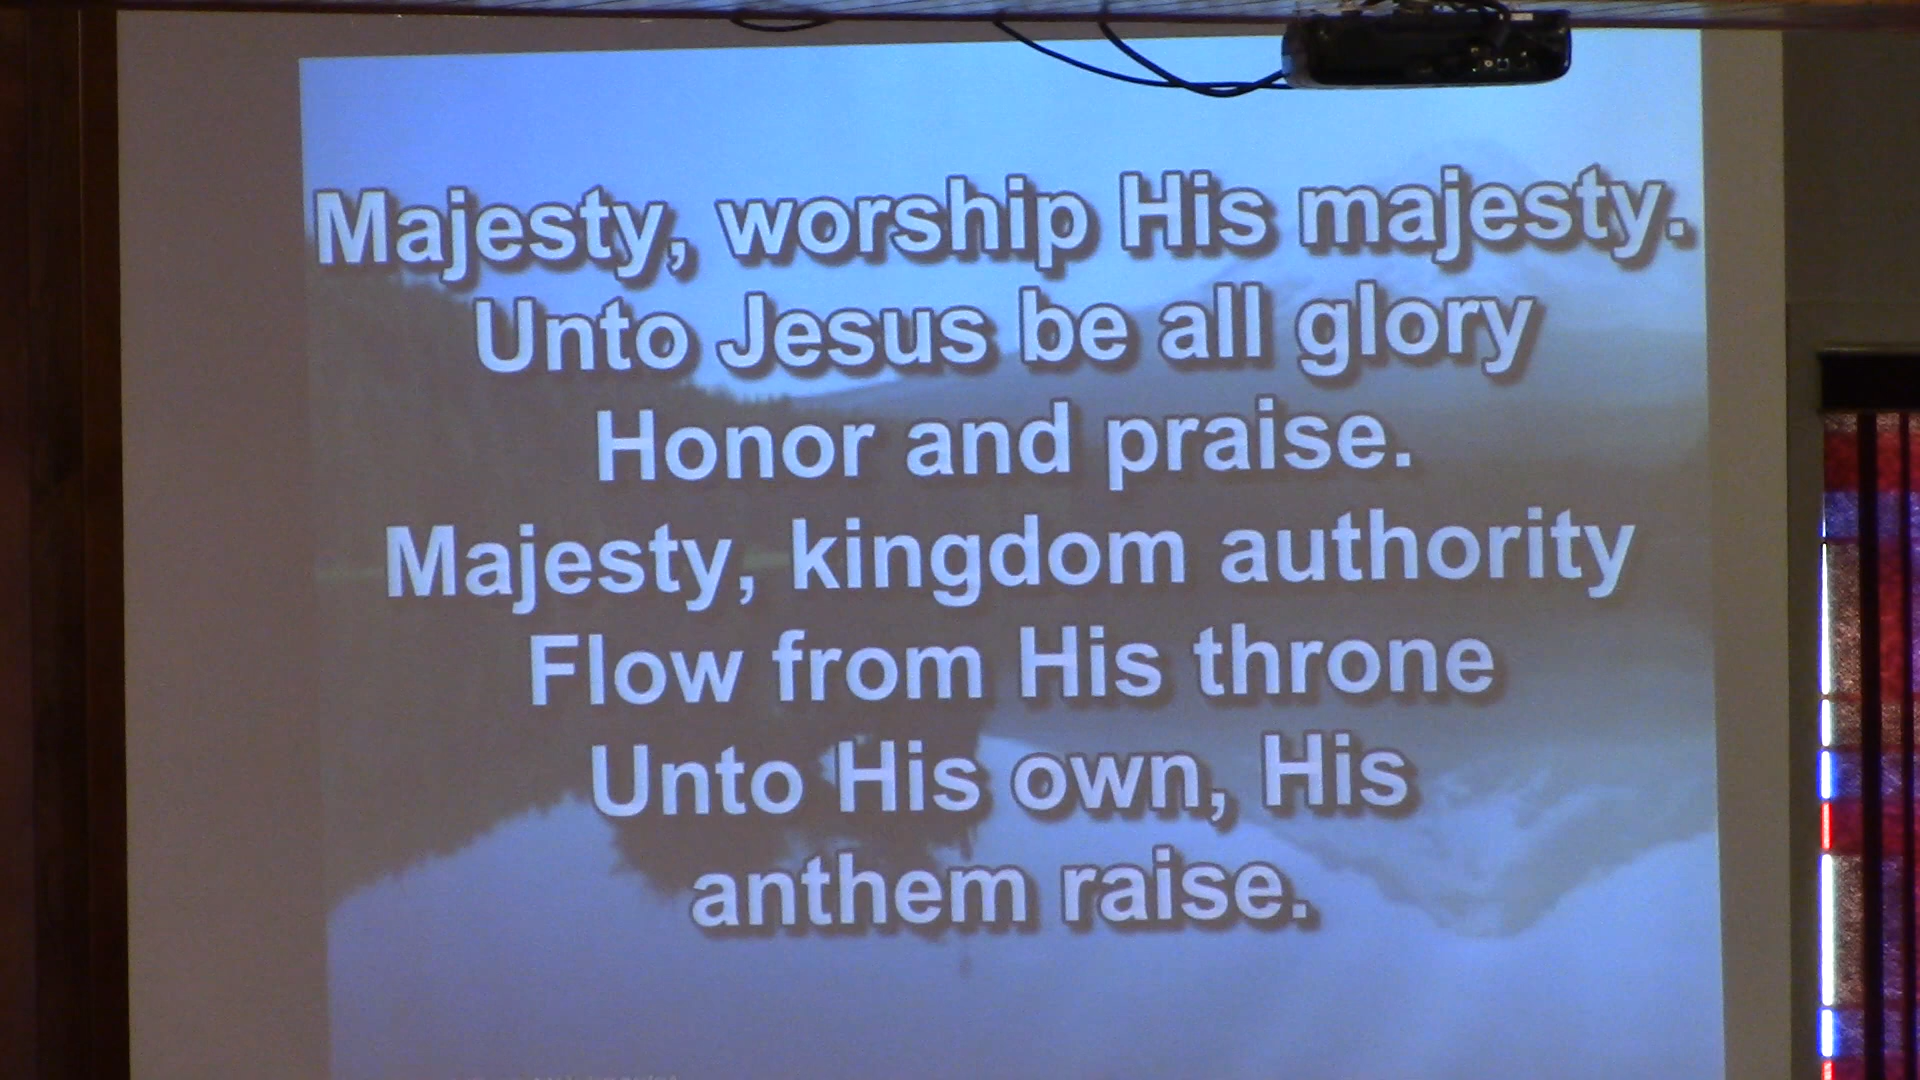 Majesty, worship His majesty.
Unto Jesus be all glory
Honor and praise.
Majesty, kingdom authority
Flow from His throne
Unto His own, His
anthem raise.